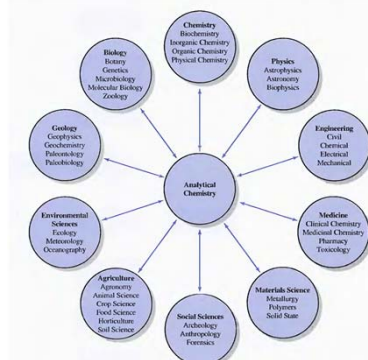 Chemistry
Biochemistry
Inorganic Chemistry
Organic Chemistry
Physical Chemistry
Physics
Astrophysics
Astronomy
Biophysics
Engineering
Civil
Chemical
Electrical
Mechanical
Medicine
Clinical Chemistry
Medicinal Chemistry
Pharmacy
Toxicology
Materials Science
Metallurgy
Polymers
Solid State
Social Sciences
Archeology
Anthropology
Forensics
Agriculture
Agronomy
Animal Science
Crop Science
Food Science
Horticulture
Soil Science
Environmental
Sciences
Ecology
Meteorology
Oceanography
Geology
Geophysics
Geochemistry
Paleontology
Paleobiology
Biology
Botany
Genetics
Microbiology
Molecular Biology
Zoology
Analytical
Chemistry